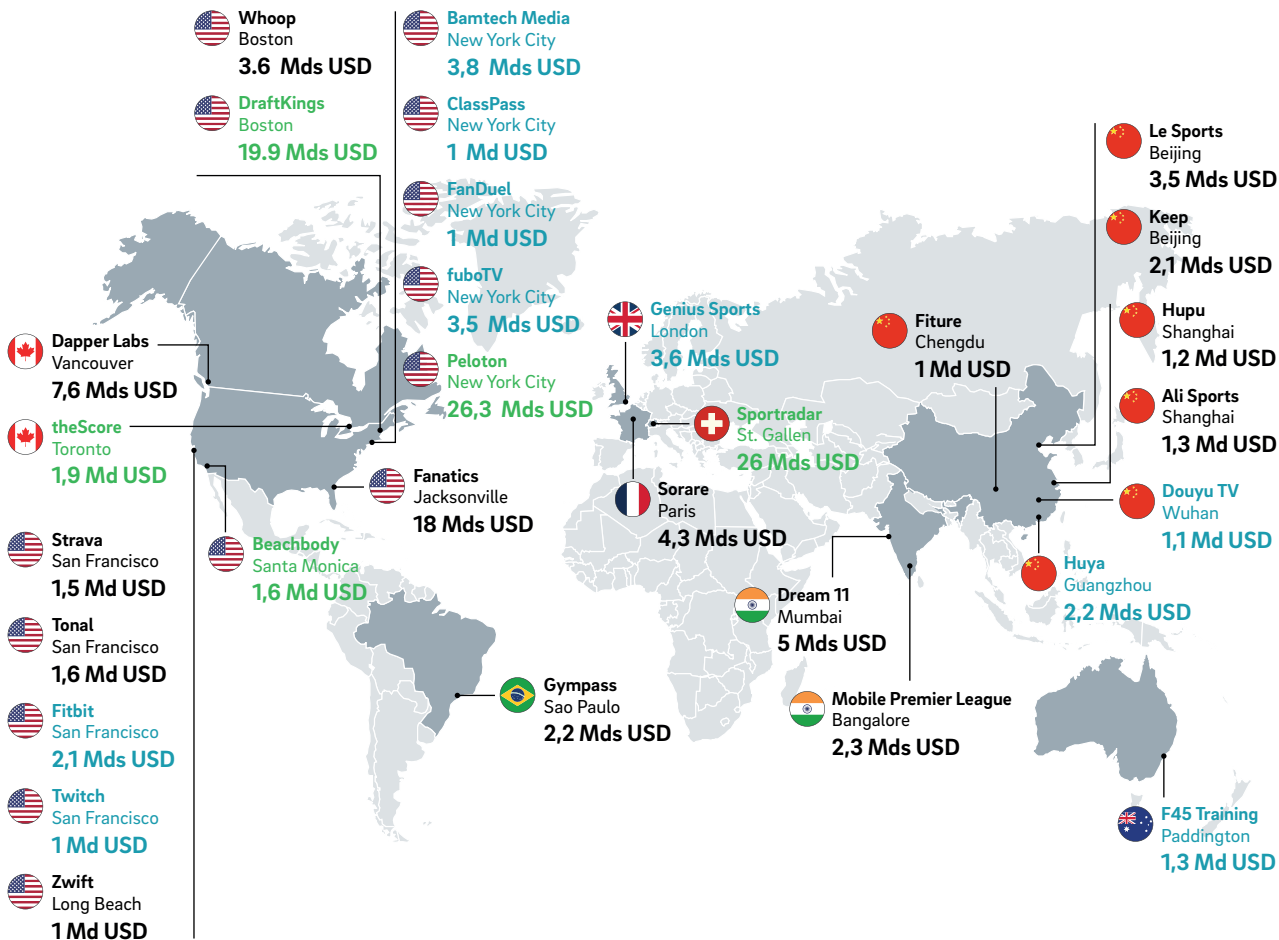 Whoop
Boston
3.6 Mds USD
DraftKings
Boston
19.9 Mds USD
Bamtech Media
New York City
3,8 Mds USD
ClassPass
New York City
1 Md USD
FanDuel
New York City
1 Md USD
fuboTV
New York City
3,5 Mds USD
Peloton
New York City
26,3 Mds USD
Dapper Labs
Vancouver
7,6 Mds USD
theScore
Toronto
1,9 Md USD
Strava
San Francisco
1,5 Md USD
Tonal
San Francisco
1,6 Md USD
Fitbit
San Francisco
2,1 Mds USD
Twitch
San Francisco
1 Md USD
Zwift
Long Beach
1 Md USD
Beachbody
Santa Monica
1,6 Md USD
Fanatics
Jacksonville
18 Mds USD
Gympass
Sao Paulo
2,2 Mds USD
Genius Sports
London
3,6 Mds USD
Sportradar
St. Gallen
26 Mds USD
Sorare
Paris
4,3 Mds USD
Fiture
Chengdu
1 Md USD
Dream 11
Mumbai
5 Mds USD
Mobile Premier League
Bangalore
2,3 Mds USD
Le Sports
Beijing
3,5 Mds USD
Keep
Beijing
2,1 Mds USD
Hupu
Shanghai
1,2 Md USD
Ali Sports
Shanghai
1,3 Md USD
Douyu TV
Wuhan
1,1 Md USD
Huya
Guangzhou
2,2 Mds USD
F45 Training
Paddington
1,3 Md USD